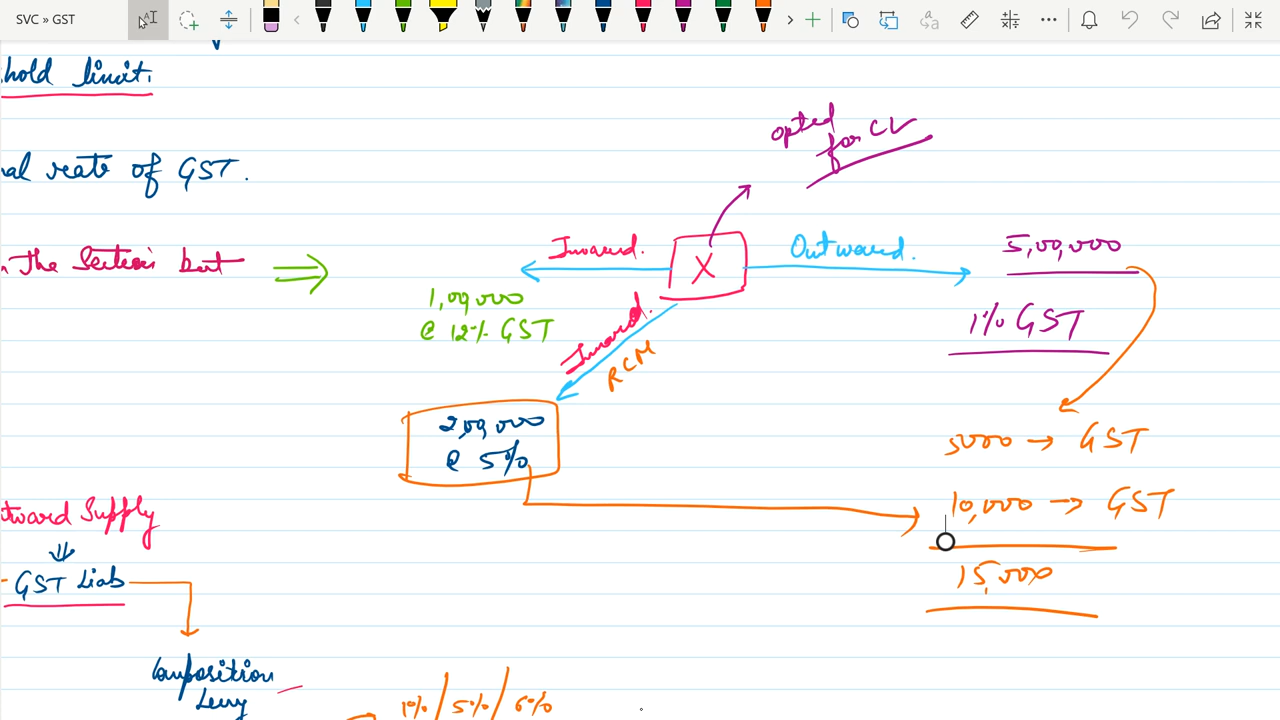 SVC » GST
hold limit.
nal rate of GST.
n the Section but
opted
for CL
Inward.
X
Outward.
5,00,000
1% GST
1,00,000
@ 12% GST
Inward.
RCM
2,00,000
@ 5%
5000 → GST
10,000 → GST
15,000
tward Supply
GST Liab
Composition
Levy
1% / 5% / 6%